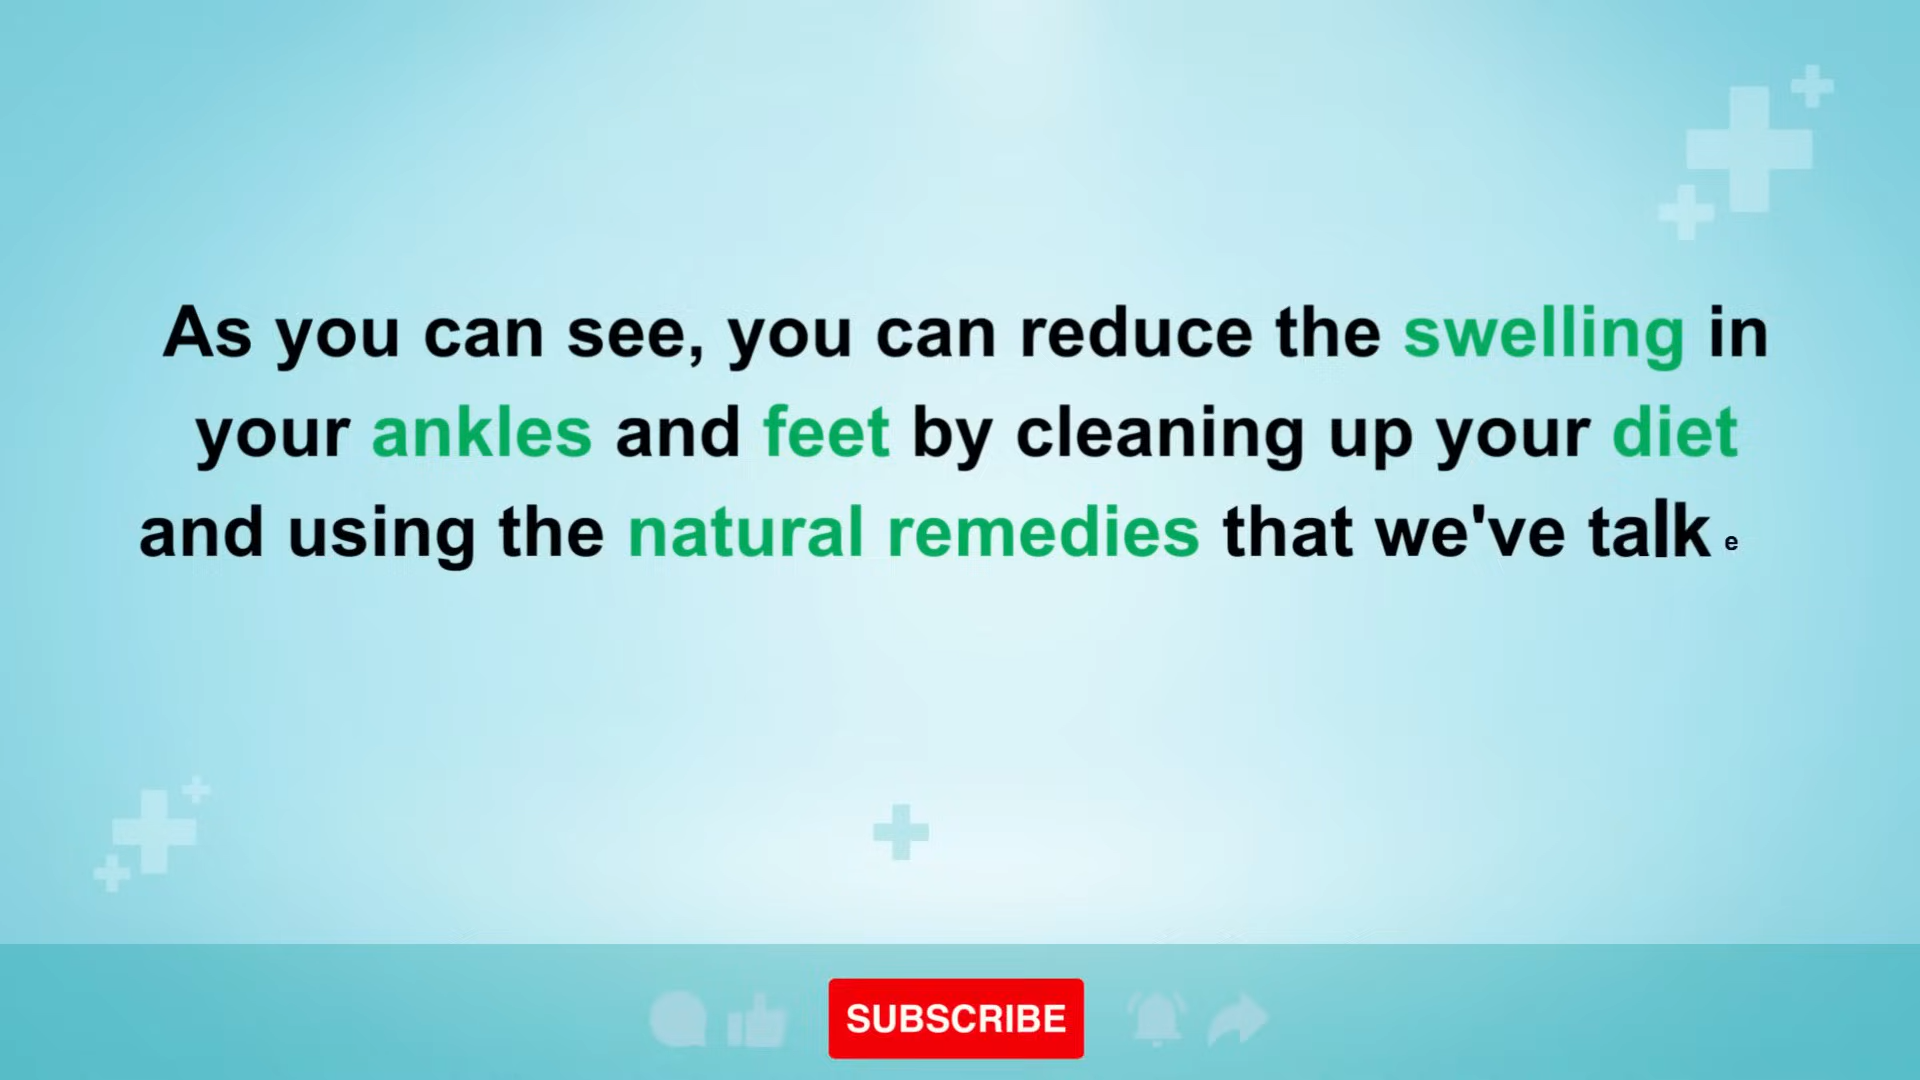 As you can see, you can reduce the swelling in
your ankles and feet by cleaning up your diet
and using the natural remedies that we've talke
SUBSCRIBE